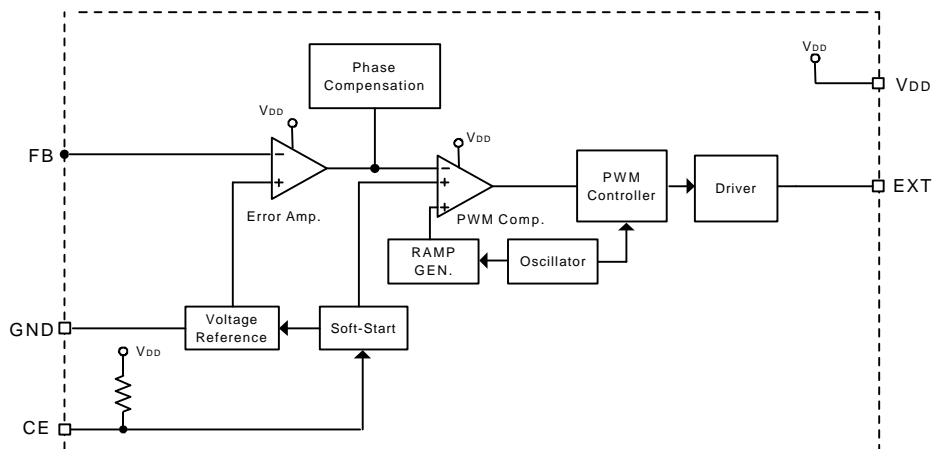 VDD
VDD
Phase
Compensation
VDD
VDD
FB
−
+
Error Amp.
−
+
+
PWM Comp.
PWM
Controller
Driver
EXT
RAMP
GEN.
Oscillator
GND
Voltage
Reference
Soft-Start
VDD
CE